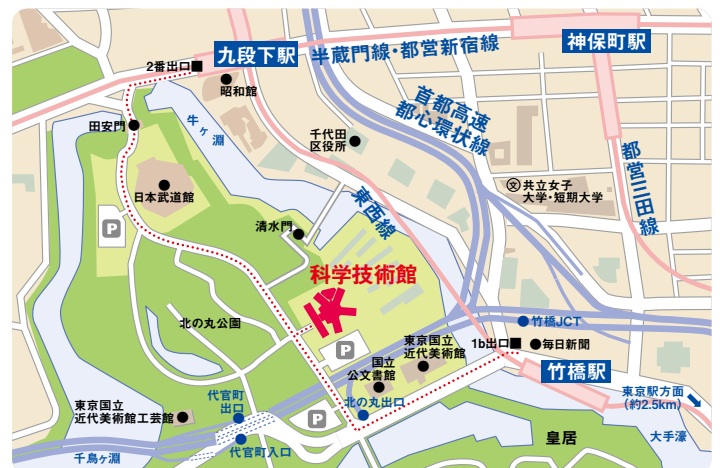 九段下駅
半蔵門線・都営新宿線
神保町駅
2番出口
昭和館
首都高速
都心環状線
田安門
牛ヶ淵
千代田
区役所
都営三田線
日本武道館
東西線
文
共立女子
大学・短期大学
P
清水門
科学技術館
北の丸公園
竹橋JCT
P
東京国立
近代美術館
1b出口
毎日新聞
国立
公文書館
竹橋駅
代官町
出口
東京国立
近代美術館工芸館
P
北の丸出口
東京駅方面
(約2.5km)
代官町入口
皇居
大手濠
千鳥ヶ淵